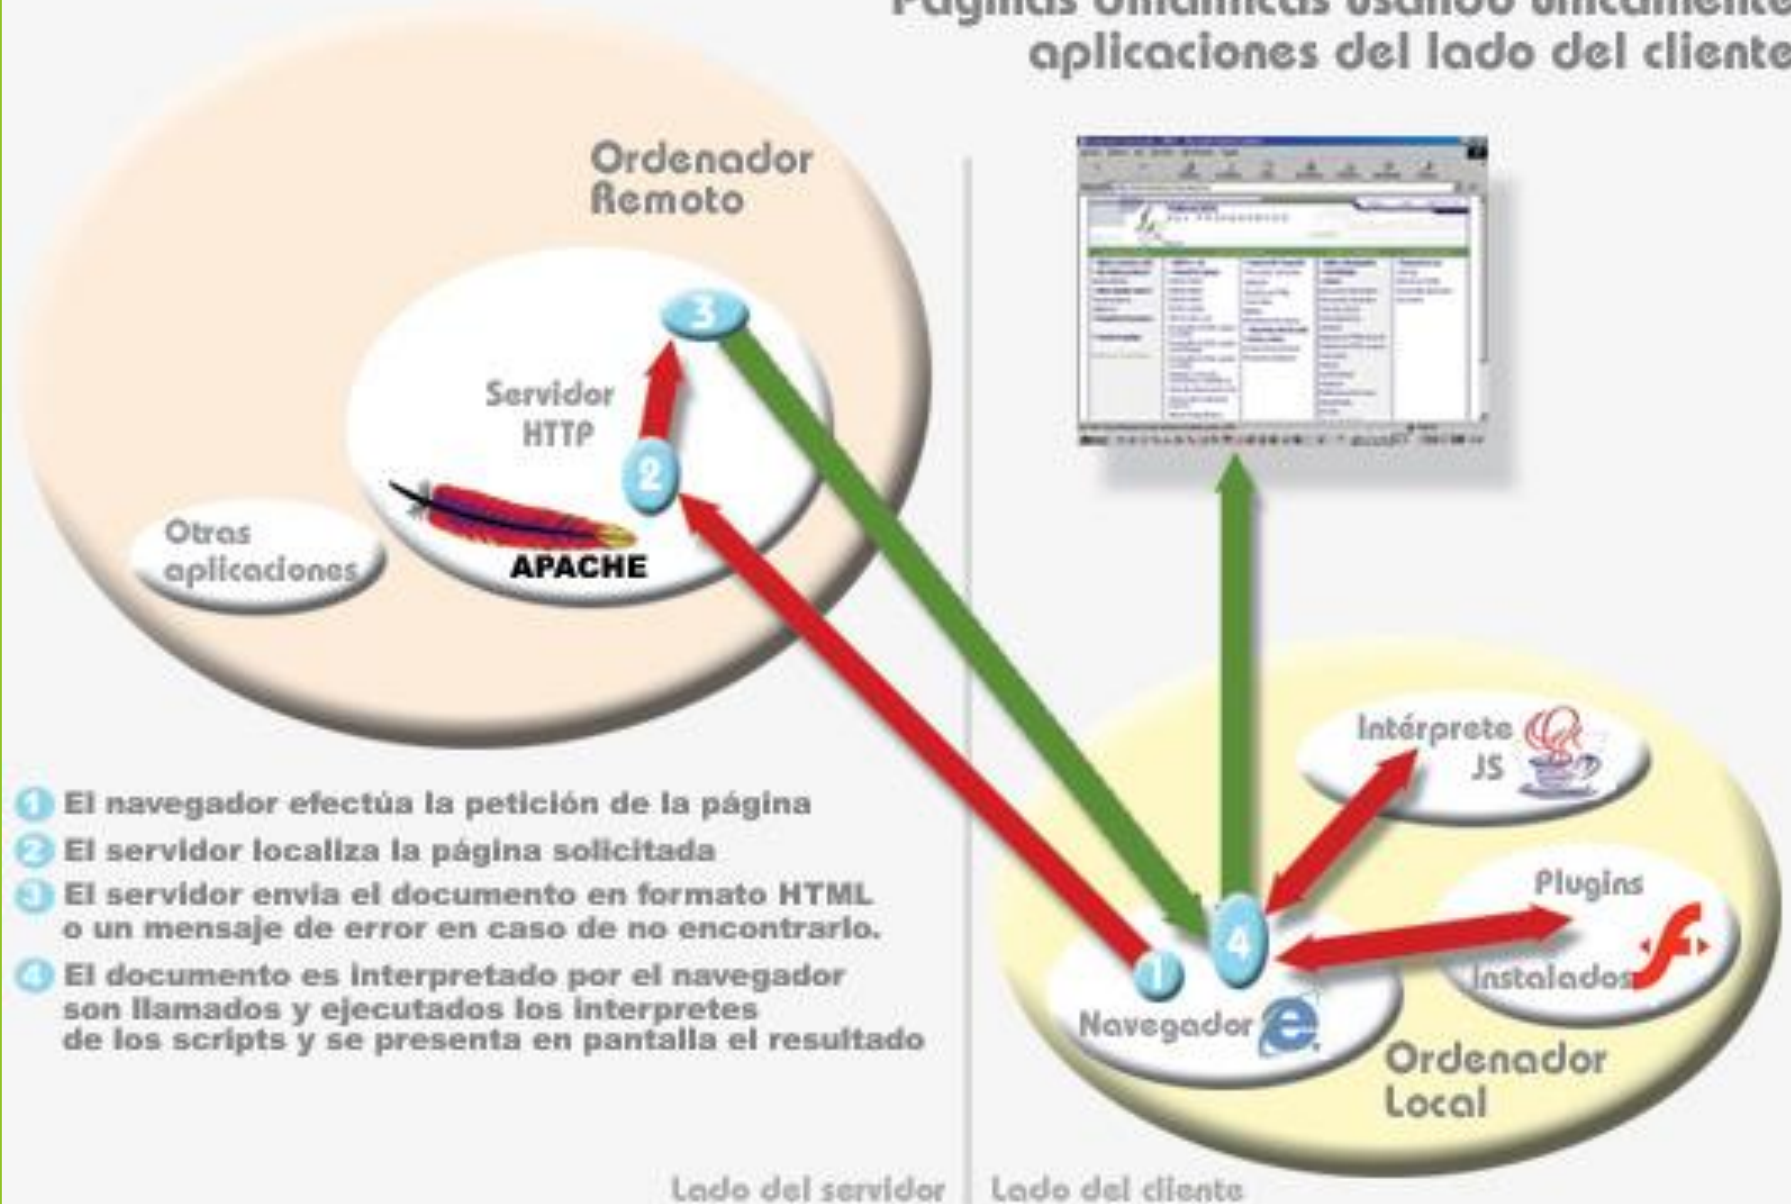 Páginas dinámicas usando únicamente
aplicaciones del lado del cliente
Ordenador
Remoto
3
Servidor
HTTP
2
APACHE
Otras
aplicaciones
Intérprete
JS
Plugins
Instalados
4
1
Navegador
Ordenador
Local
1 El navegador efectúa la petición de la página
2 El servidor localiza la página solicitada
3 El servidor envia el documento en formato HTML
o un mensaje de error en caso de no encontrarlo.
4 El documento es interpretado por el navegador
son llamados y ejecutados los interpretes
de los scripts y se presenta en pantalla el resultado
Lado del servidor
Lado del cliente